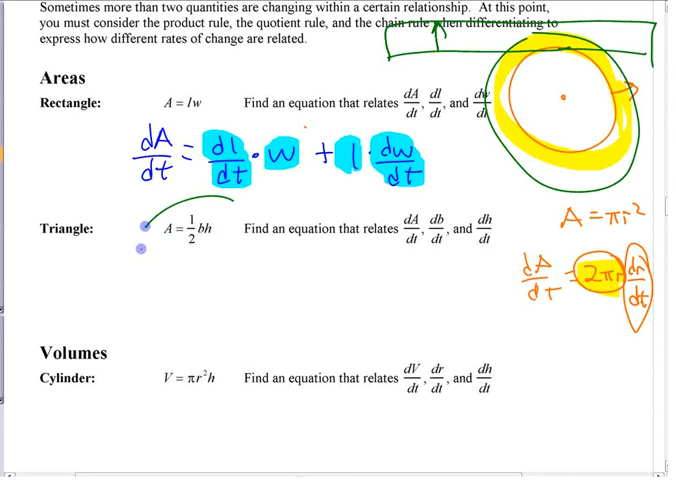 Sometimes more than two quantities are changing within a certain relationship. At this point,
you must consider the product rule, the quotient rule, and the chain rule when differentiating to
express how different rates of change are related.
Areas
Rectangle: A = lw Find an equation that relates dA/dt, dl/dt, and dw/dt
dA/dt = dl/dt · w + l · dw/dt
Triangle: A = 1/2 bh Find an equation that relates dA/dt, db/dt, and dh/dt
A = πr²
dA/dt = 2πr dr/dt
Volumes
Cylinder: V = πr²h Find an equation that relates dV/dt, dr/dt, and dh/dt